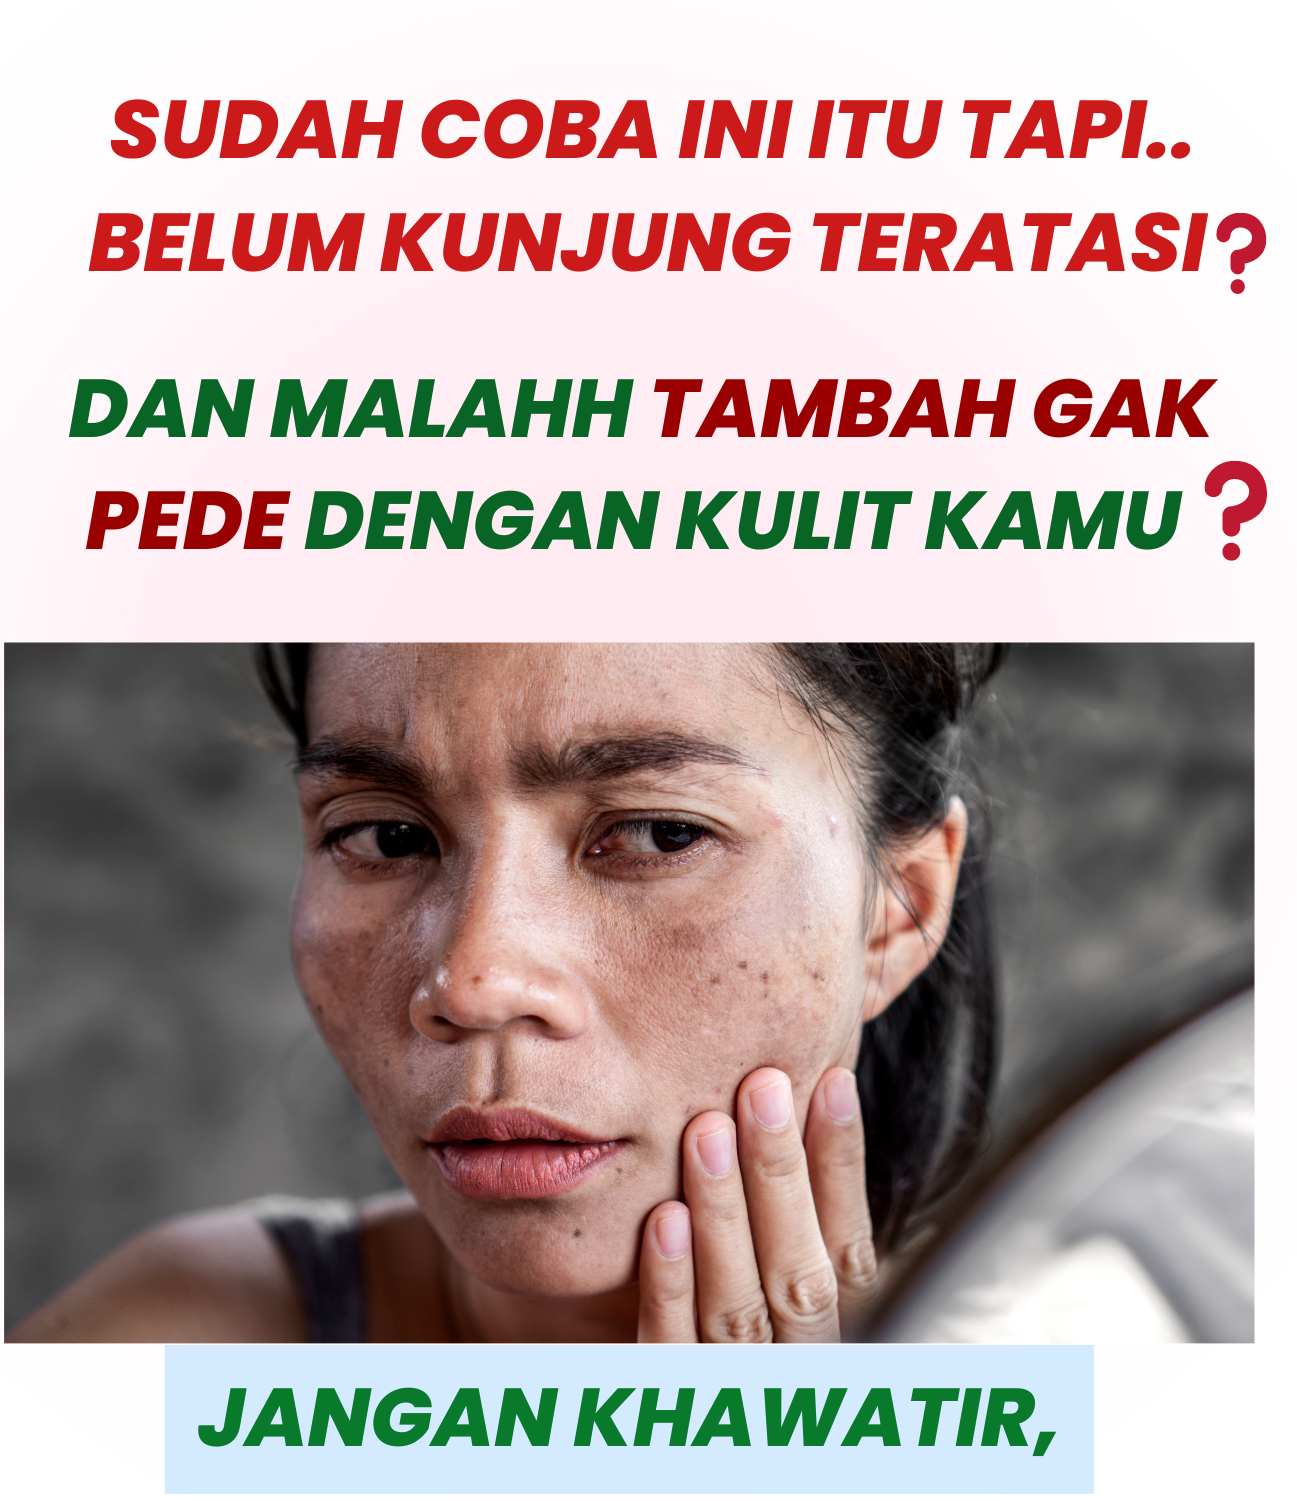 SUDAH COBA INI ITU TAPI..
BELUM KUNJUNG TERATASI?
DAN MALAHH TAMBAH GAK
PEDE DENGAN KULIT KAMU?
JANGAN KHAWATIR,